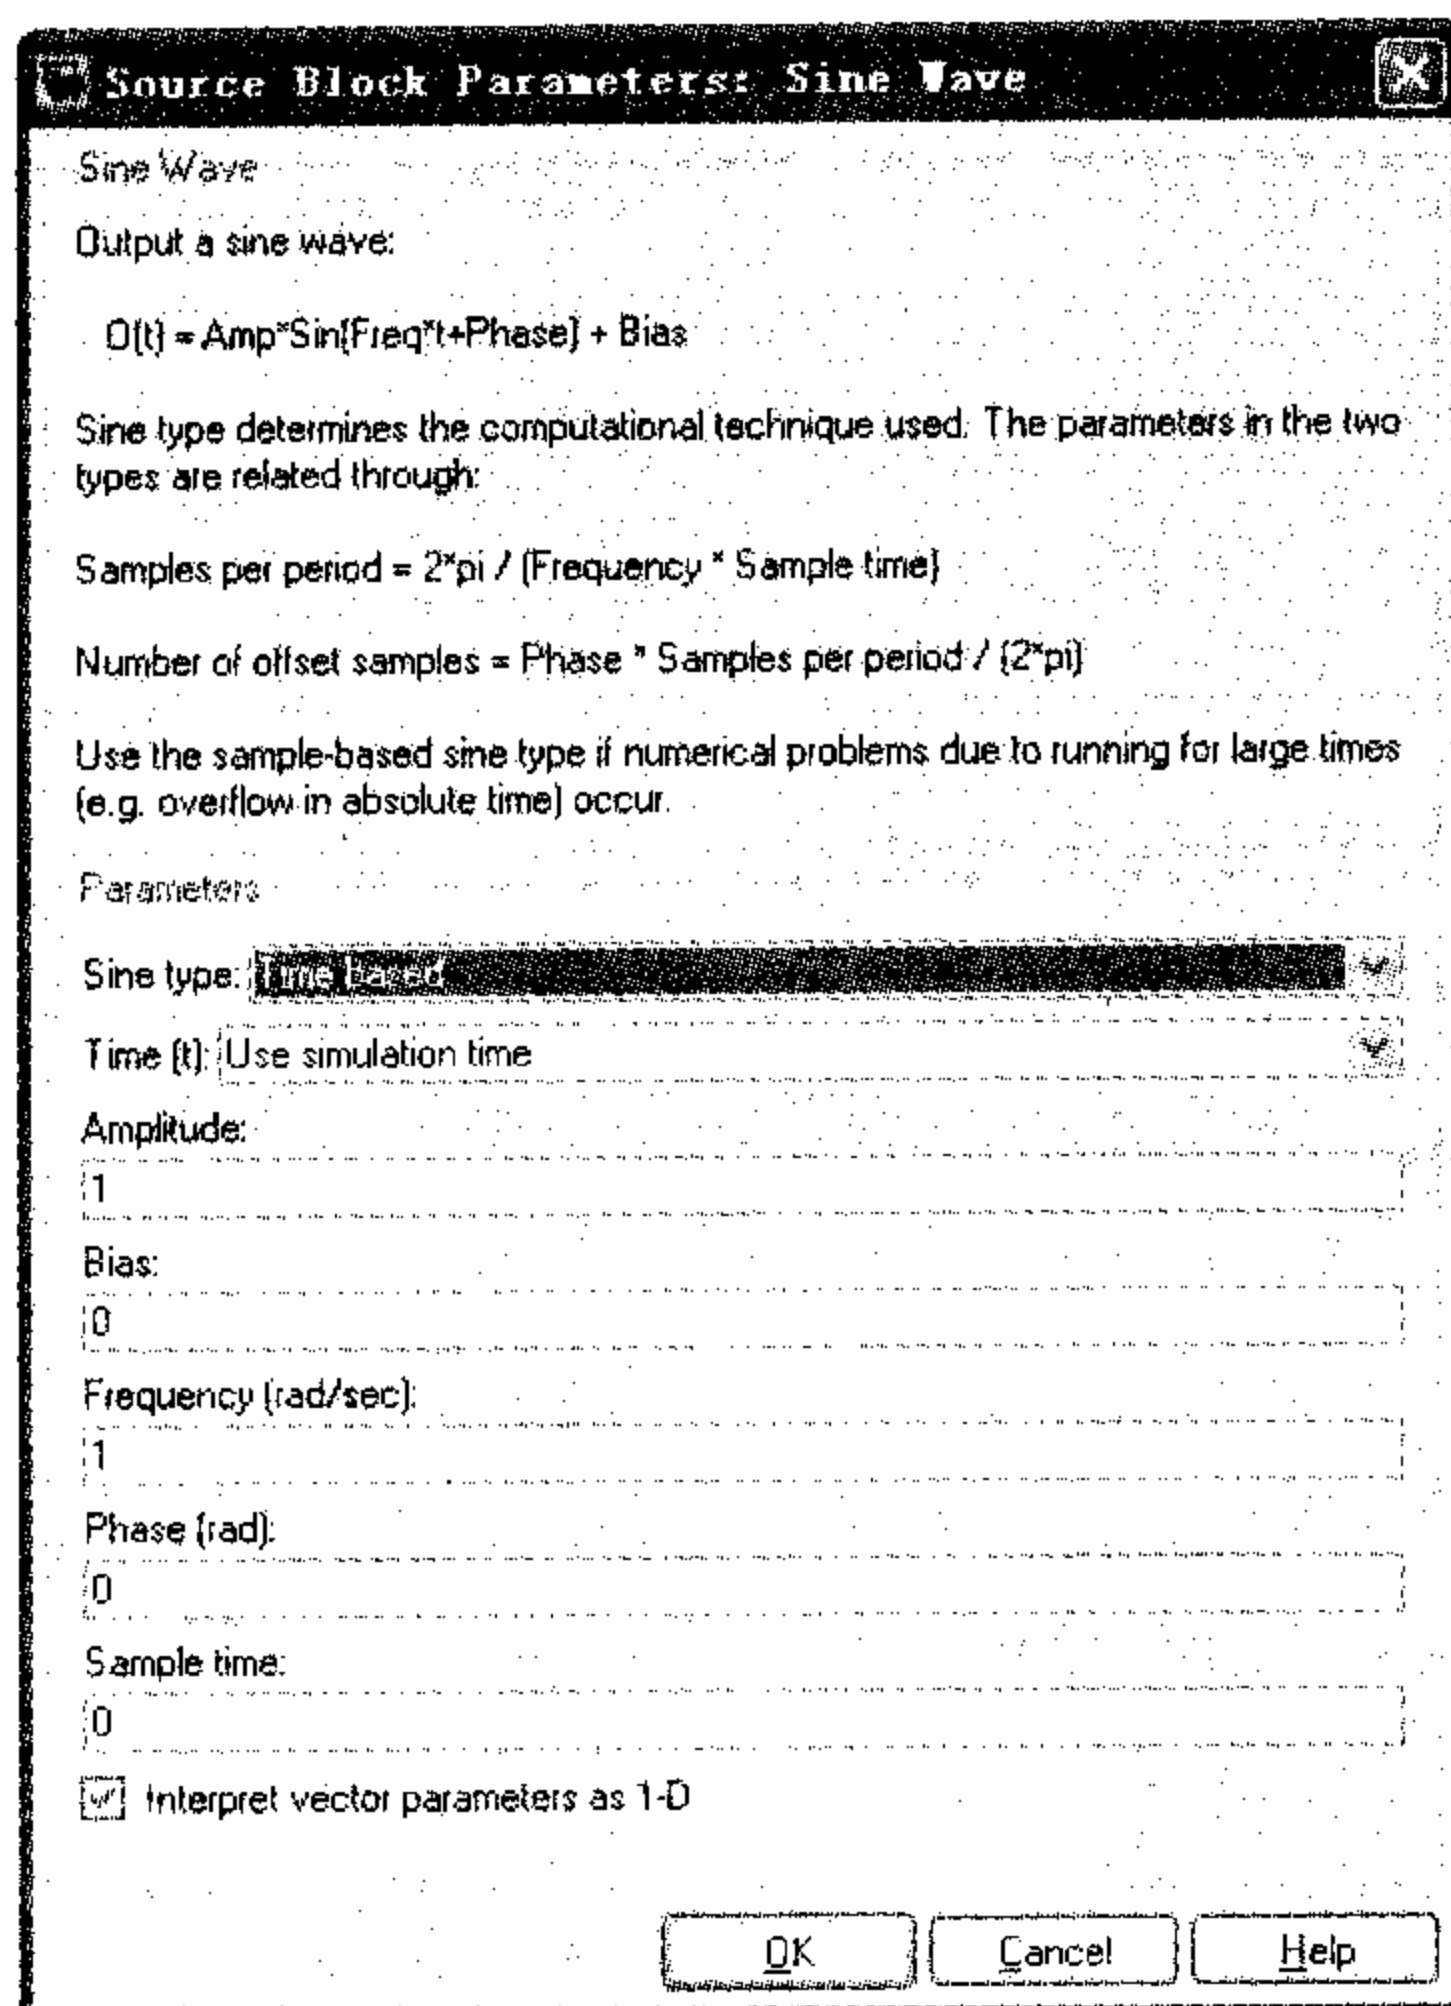 Source Block Parameters: Sine Wave
Sine Wave
Output a sine wave:
O(t) = Amp*Sin(Freq*t+Phase) + Bias
Sine type determines the computational technique used. The parameters in the two
types are related through:
Samples per period = 2*pi / (Frequency * Sample time)
Number of offset samples = Phase * Samples per period / (2*pi)
Use the sample-based sine type if numerical problems due to running for large times
(e.g. overflow in absolute time) occur.
Parameters
Sine type: Time based
Time (t): Use simulation time
Amplitude:
1
Bias:
0
Frequency (rad/sec):
1
Phase (rad):
0
Sample time:
0
Interpret vector parameters as 1-D
OK Cancel Help